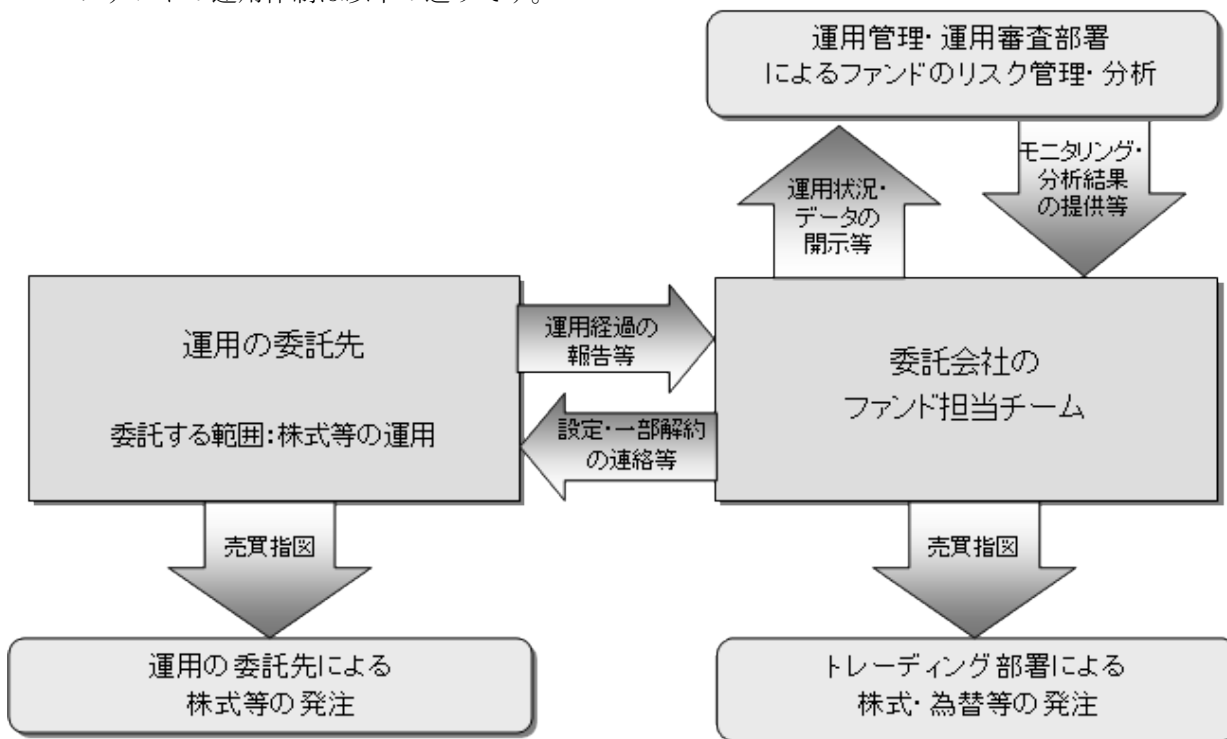 運用管理・運用審査部署
によるファンドのリスク管理・分析
運用状況・
データの
開示等
モニタリング・
分析結果
の提供等
運用の委託先
委託する範囲:株式等の運用
運用経過の
報告等
設定・一部解約
の連絡等
委託会社の
ファンド担当チーム
売買指図
売買指図
運用の委託先による
株式等の発注
トレーディング部署による
株式・為替等の発注